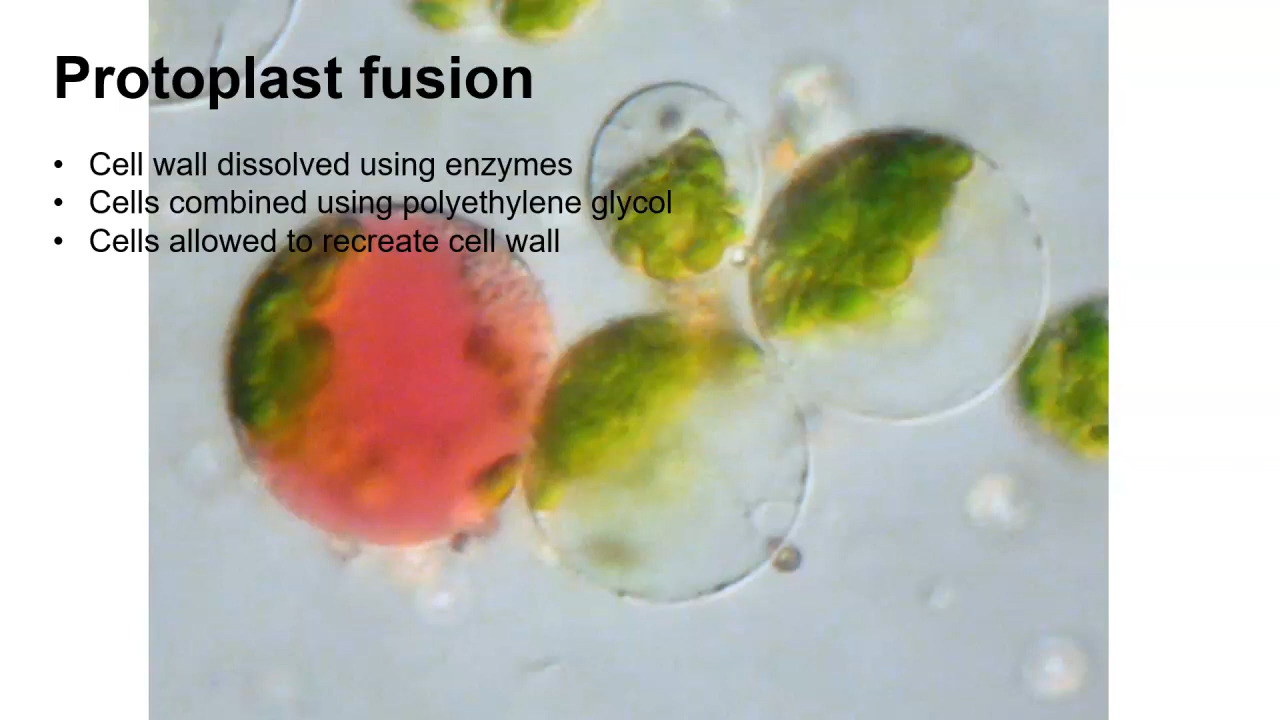 Protoplast fusion
• Cell wall dissolved using enzymes
• Cells combined using polyethylene glycol
• Cells allowed to recreate cell wall